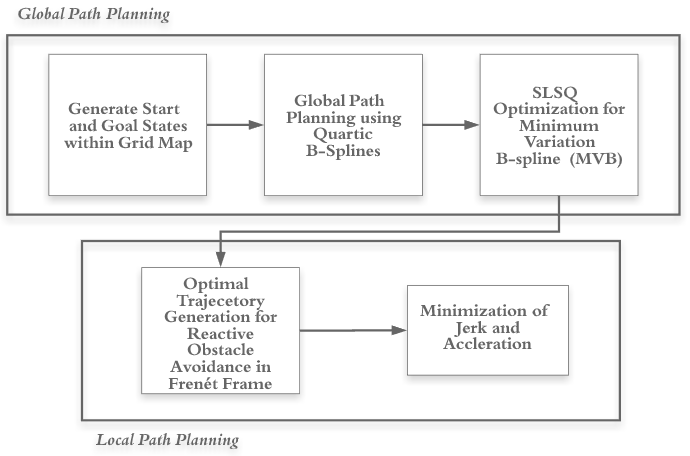 Global Path Planning
Generate Start
and Goal States
within Grid Map
Global Path
Planning using
Quartic
B-Splines
SLSQ
Optimization for
Minimum
Variation
B-spline (MVB)
Optimal
Trajecetory
Generation for
Reactive
Obstacle
Avoidance in
Frenét Frame
Minimization of
Jerk and
Accleration
Local Path Planning